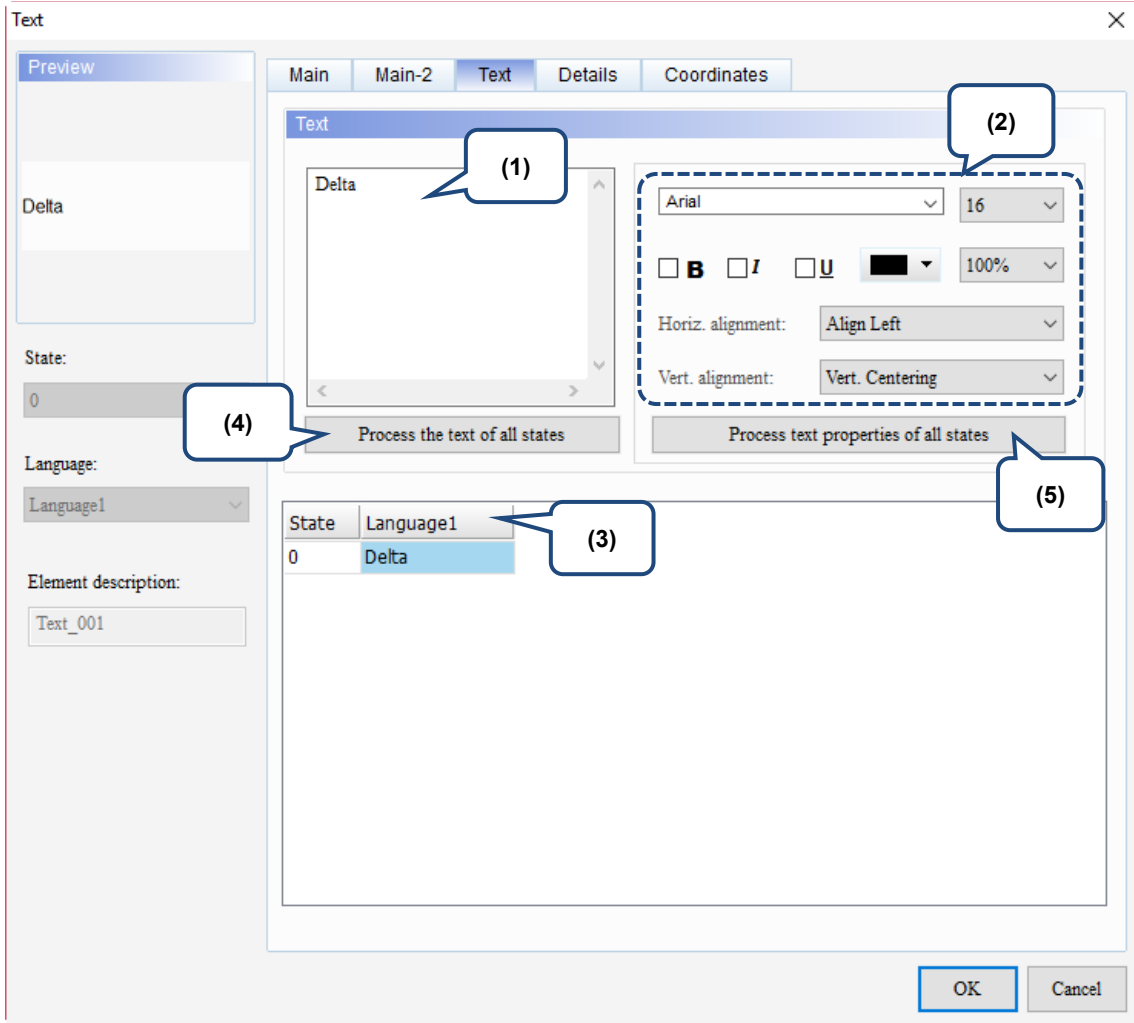 Text
Preview
Delta
State:
0
Language:
Language1
Element description:
Text_001
Main Main-2 Text Details Coordinates
Text
(1)
(2)
Delta
Arial 16
B I U 100%
Horiz. alignment: Align Left
Vert. alignment: Vert. Centering
(4)
Process the text of all states
Process text properties of all states
(5)
State Language1
(3)
0 Delta
OK Cancel